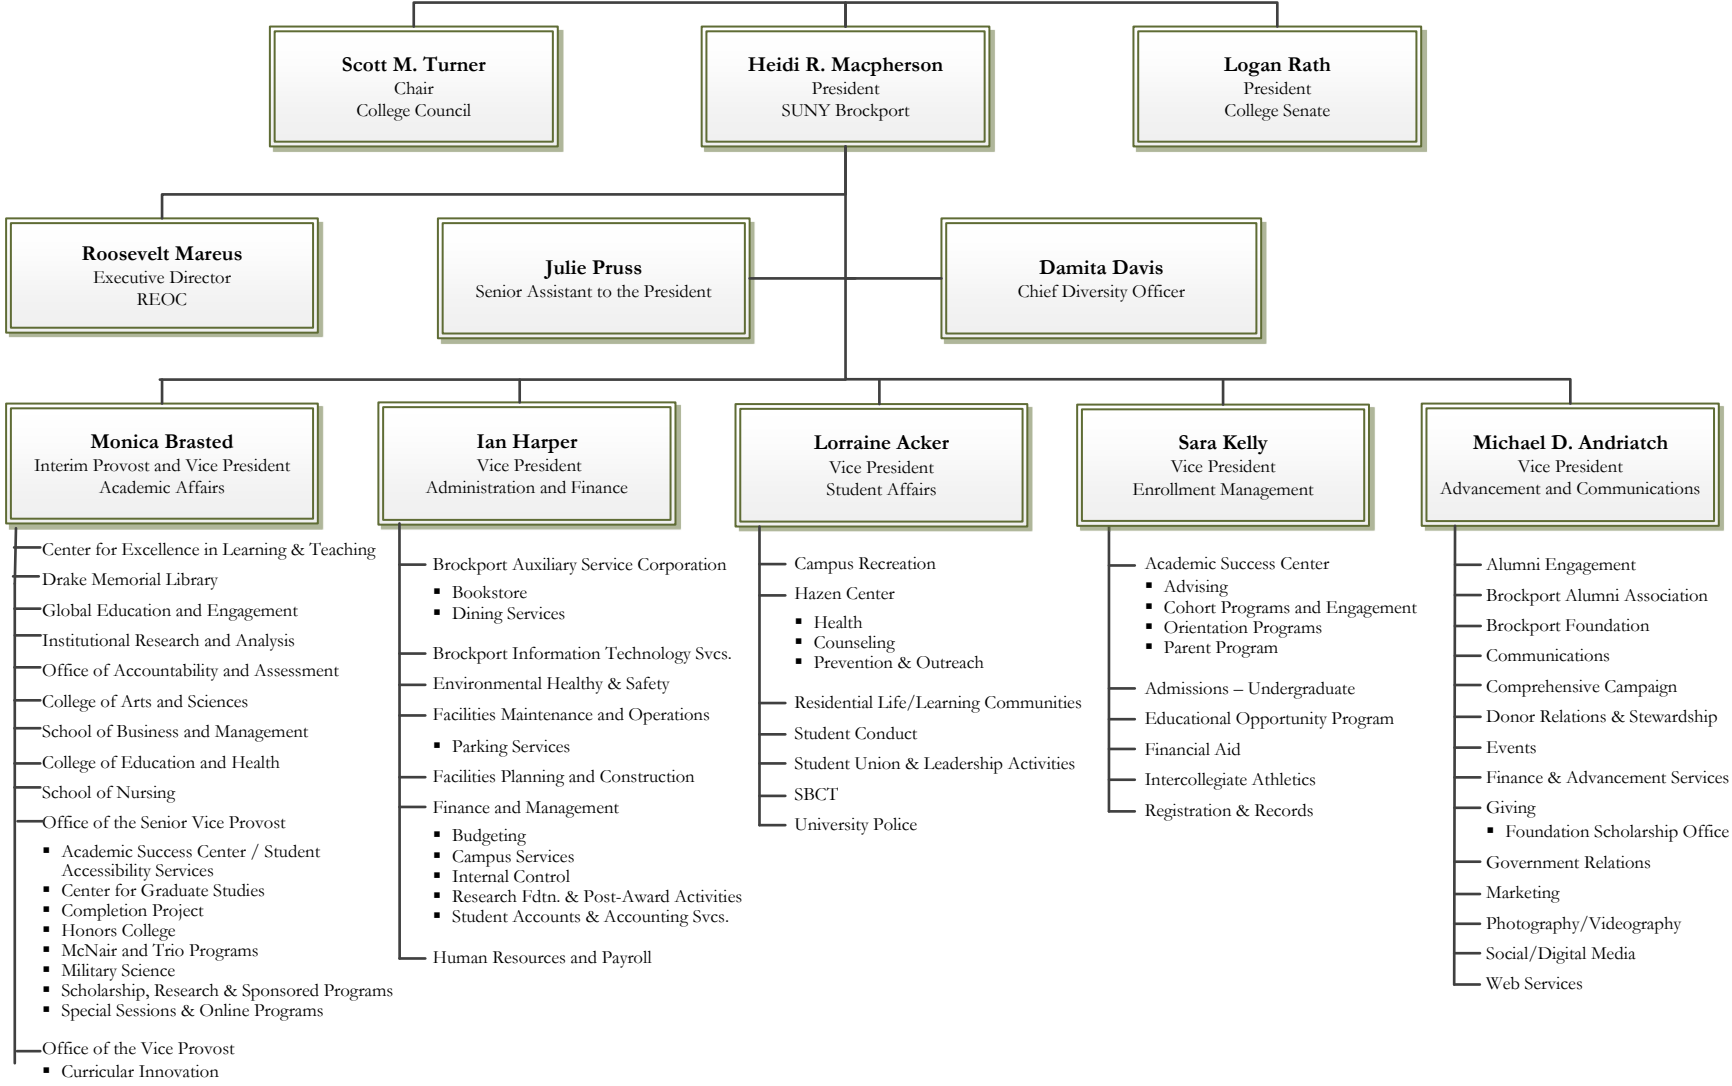 Scott M. Turner
Chair
College Council
Heidi R. Macpherson
President
SUNY Brockport
Logan Rath
President
College Senate
Roosevelt Mareus
Executive Director
REOC
Julie Pruss
Senior Assistant to the President
Damita Davis
Chief Diversity Officer
Monica Brasted
Interim Provost and Vice President
Academic Affairs
Center for Excellence in Learning & Teaching
Drake Memorial Library
Global Education and Engagement
Institutional Research and Analysis
Office of Accountability and Assessment
College of Arts and Sciences
School of Business and Management
College of Education and Health
School of Nursing
Office of the Senior Vice Provost
▪ Academic Success Center / Student
Accessibility Services
▪ Center for Graduate Studies
▪ Completion Project
▪ Honors College
▪ McNair and Trio Programs
▪ Military Science
▪ Scholarship, Research & Sponsored Programs
▪ Special Sessions & Online Programs
Office of the Vice Provost
▪ Curricular Innovation
Ian Harper
Vice President
Administration and Finance
Brockport Auxiliary Service Corporation
▪ Bookstore
▪ Dining Services
Brockport Information Technology Svcs.
Environmental Healthy & Safety
Facilities Maintenance and Operations
▪ Parking Services
Facilities Planning and Construction
Finance and Management
▪ Budgeting
▪ Campus Services
▪ Internal Control
▪ Research Fdtn. & Post-Award Activities
▪ Student Accounts & Accounting Svcs.
Human Resources and Payroll
Lorraine Acker
Vice President
Student Affairs
Campus Recreation
Hazen Center
▪ Health
▪ Counseling
▪ Prevention & Outreach
Residential Life/Learning Communities
Student Conduct
Student Union & Leadership Activities
SBCT
University Police
Sara Kelly
Vice President
Enrollment Management
Academic Success Center
▪ Advising
▪ Cohort Programs and Engagement
▪ Orientation Programs
▪ Parent Program
Admissions – Undergraduate
Educational Opportunity Program
Financial Aid
Intercollegiate Athletics
Registration & Records
Michael D. Andriatch
Vice President
Advancement and Communications
Alumni Engagement
Brockport Alumni Association
Brockport Foundation
Communications
Comprehensive Campaign
Donor Relations & Stewardship
Events
Finance & Advancement Services
Giving
▪ Foundation Scholarship Office
Government Relations
Marketing
Photography/Videography
Social/Digital Media
Web Services